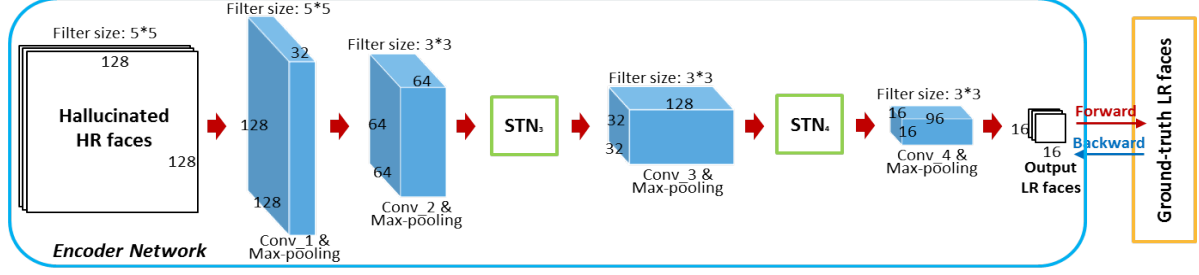 Filter size: 5*5
128
Hallucinated
HR faces
128
Encoder Network
Filter size: 5*5
32
128
128
Conv_1 &
Max-pooling
Filter size: 3*3
64
64
64
Conv_2 &
Max-pooling
STN3
Filter size: 3*3
128
32
32
Conv_3 &
Max-pooling
STN4
Filter size: 3*3
16
96
16
Conv_4 &
Max-pooling
16
16
Output
LR faces
Forward
Backward
Ground-truth LR faces